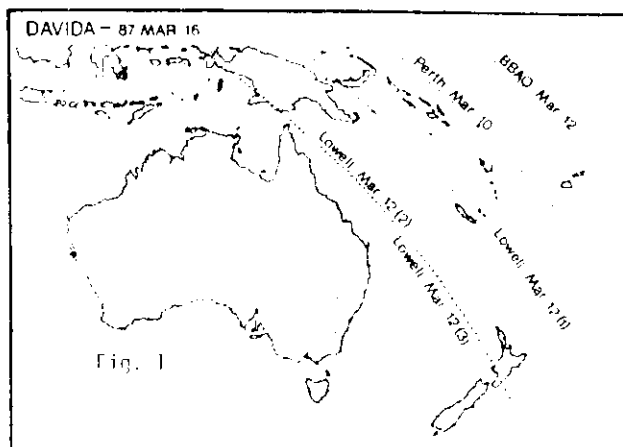 DAVIDA – 87 MAR 16
Perth Mar 10
BBAO Mar 12
Lowell Mar 12 (2)
Lowell Mar 12 (1)
Lowell Mar 12 (3)
Fig. 1